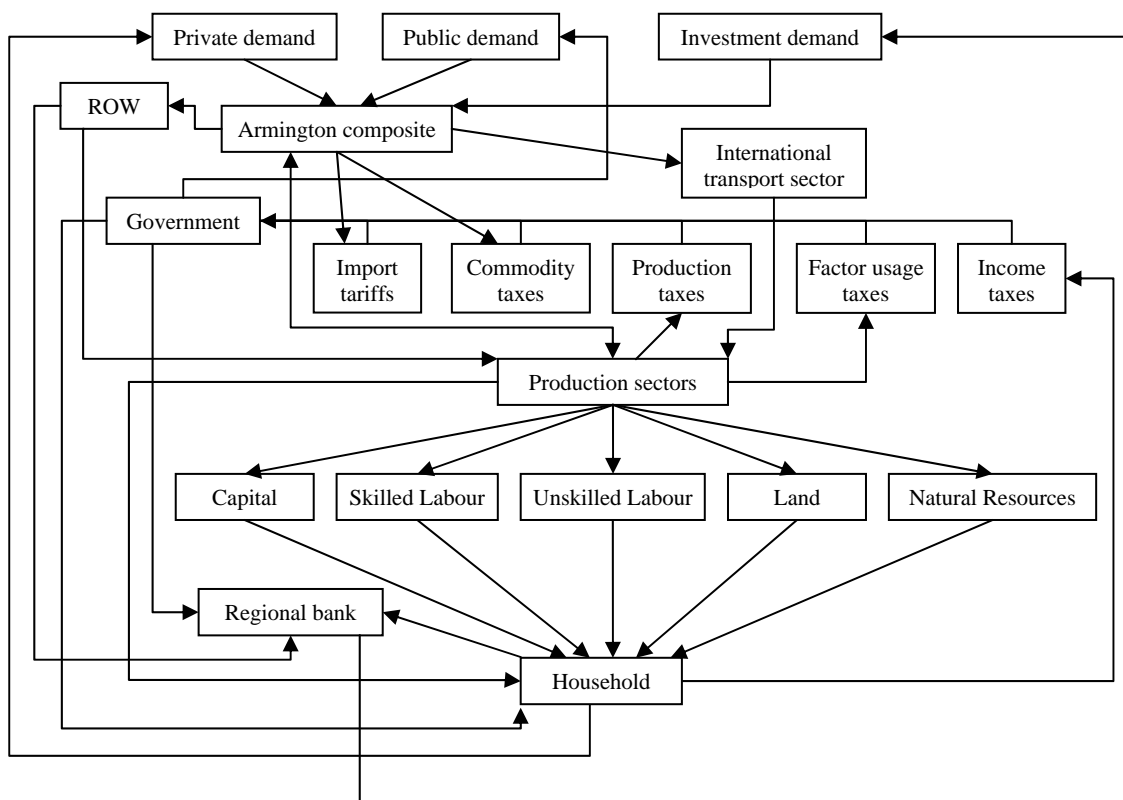 Private demand
Public demand
Investment demand
ROW
Armington composite
International
transport sector
Government
Import
tariffs
Commodity
taxes
Production
taxes
Factor usage
taxes
Income
taxes
Production sectors
Capital
Skilled Labour
Unskilled Labour
Land
Natural Resources
Regional bank
Household